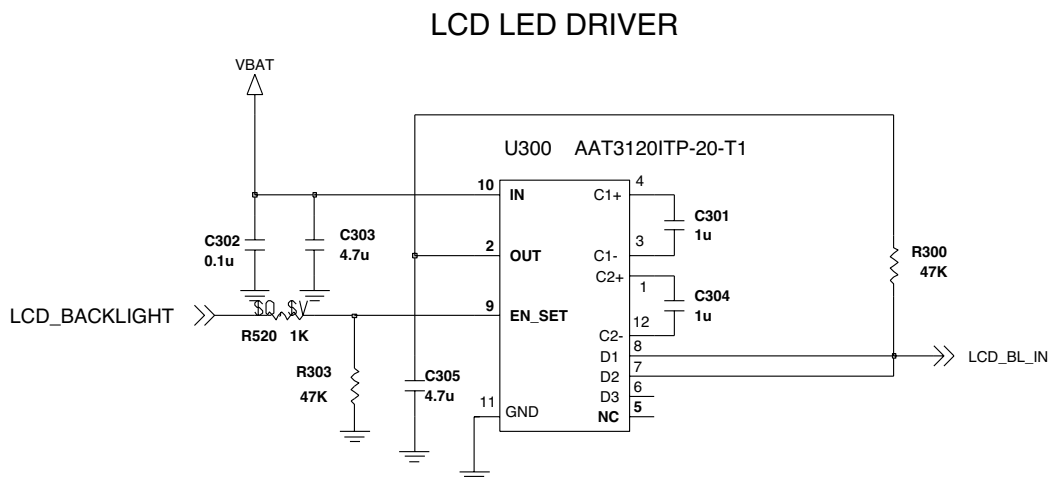 LCD LED DRIVER
VBAT
U300 AAT3120ITP-20-T1
10 IN
C1+ 4
C301
1u
C302
0.1u
C303
4.7u
2 OUT
C1- 3
C2+ 1
R300
47K
C304
1u
LCD_BACKLIGHT
$Q $V
R520 1K
9 EN_SET
C2- 12
D1 8
LCD_BL_IN
D2 7
R303
47K
C305
4.7u
D3 6
11 GND
NC 5